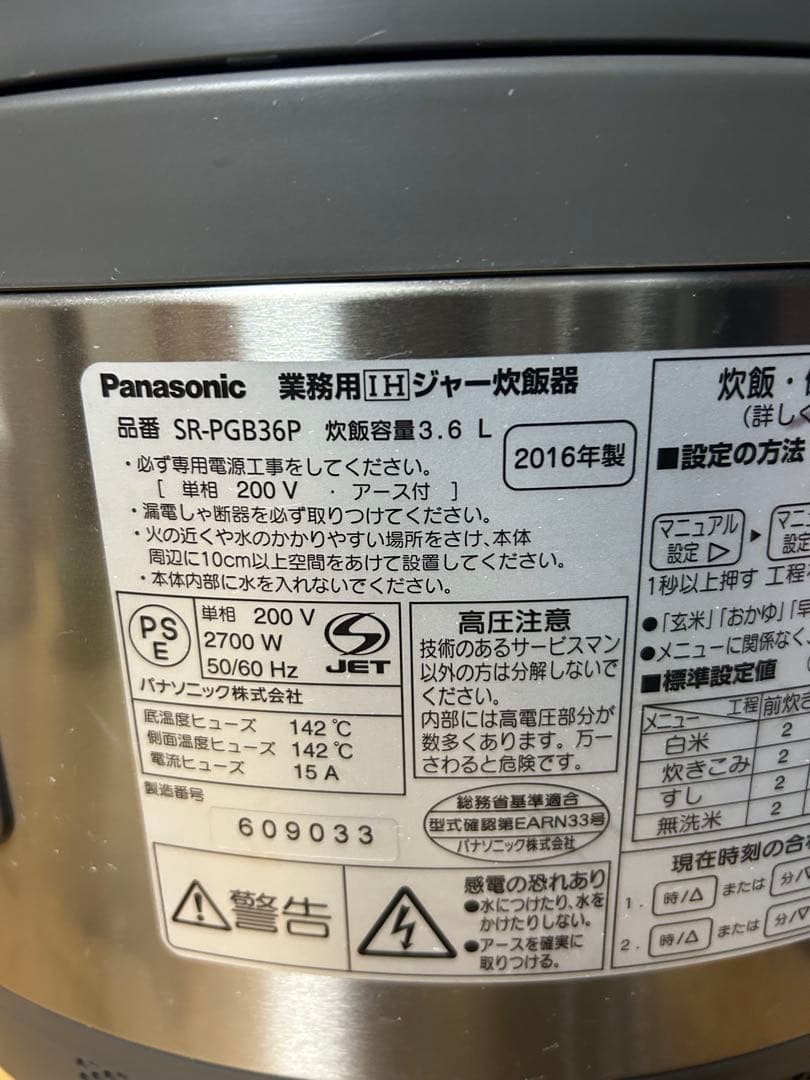 Panasonic 業務用IHジャー炊飯器
品番 SR-PGB36P 炊飯容量3.6 L
2016年製
・必ず専用電源工事をしてください。
[ 単相 200 V ・アース付 ]
・漏電しゃ断器を必ず取りつけてください。
・火の近くや水のかかりやすい場所をさけ、本体
周辺に10cm以上空間をあけて設置してください。
・本体内部に水を入れないでください。
PS
E
単相 200 V
2700 W
50/60 Hz
JET
パナソニック株式会社
底温度ヒューズ 142 ℃
側面温度ヒューズ 142 ℃
電流ヒューズ 15 A
製造番号
609033
高圧注意
技術のあるサービスマン
以外の方は分解しないで
ください。
内部には高電圧部分が
数多くあります。万一
さわると危険です。
総務省基準適合
型式確認第EARN33号
パナソニック株式会社
警告
感電の恐れあり
●水につけたり、水を
かけたりしない。
●アースを確実に
取りつける。
炊飯・
(詳しく
■設定の方法
マニュアル
設定 ▷
▶
マニ
設定
1秒以上押す 工程
●「玄米」「おかゆ」「早
●メニューに関係なく、
■標準設定値
メニュー 工程 前炊き
白米 2
炊きこみ 2
すし 2
無洗米 2
現在時刻の合
1. 時/△ または 分/▽
2. 時/△ または 分/▽